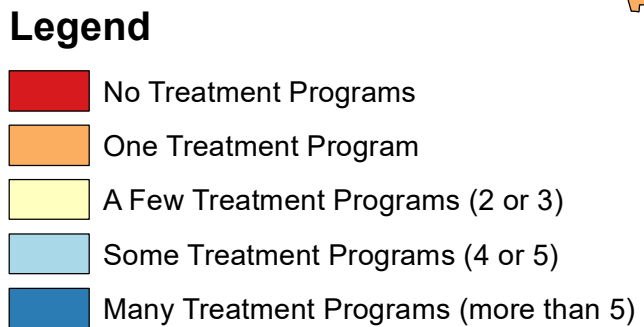 Legend
No Treatment Programs
One Treatment Program
A Few Treatment Programs (2 or 3)
Some Treatment Programs (4 or 5)
Many Treatment Programs (more than 5)